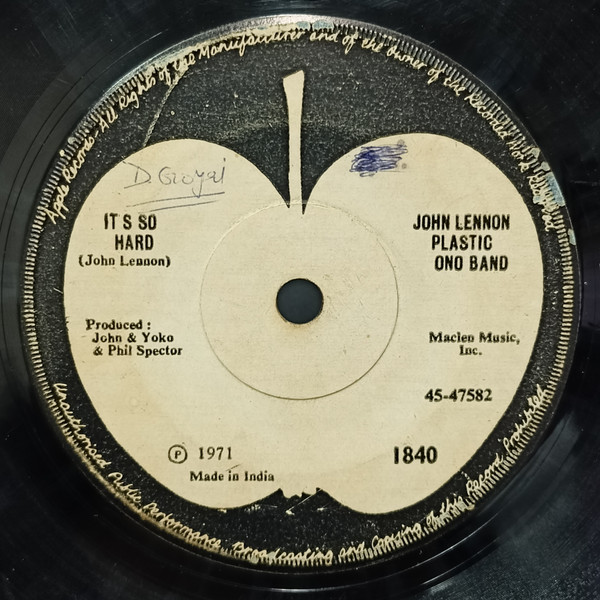 Apple Records · All Rights of the Manufacturer and of the Owner of the Recorded Work Reserved
IT S SO
HARD
(John Lennon)
JOHN LENNON
PLASTIC
ONO BAND
Produced :
John & Yoko
& Phil Spector
Maclen Music,
Inc.
45-47582
Ⓟ 1971
Made in India
1840
Unauthorised Public Performance, Broadcasting and Copying of this Record Prohibited